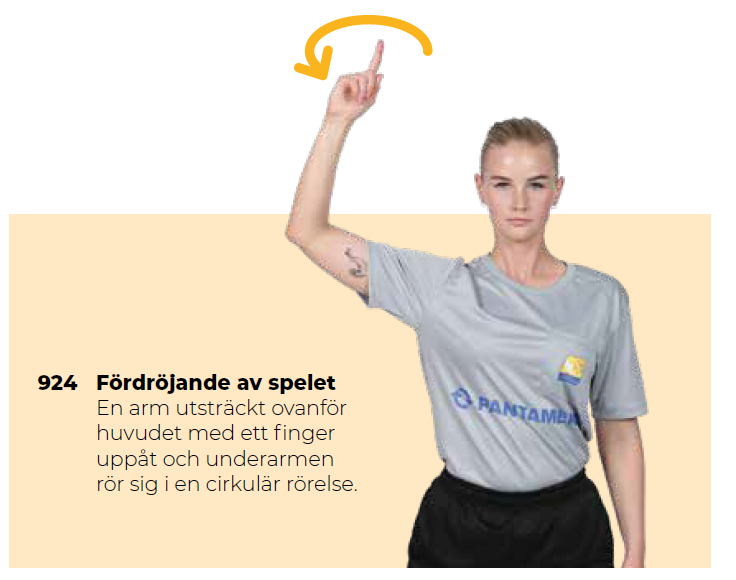 924 Fördröjande av spelet
En arm utsträckt ovanför
huvudet med ett finger
uppåt och underarmen
rör sig i en cirkulär rörelse.